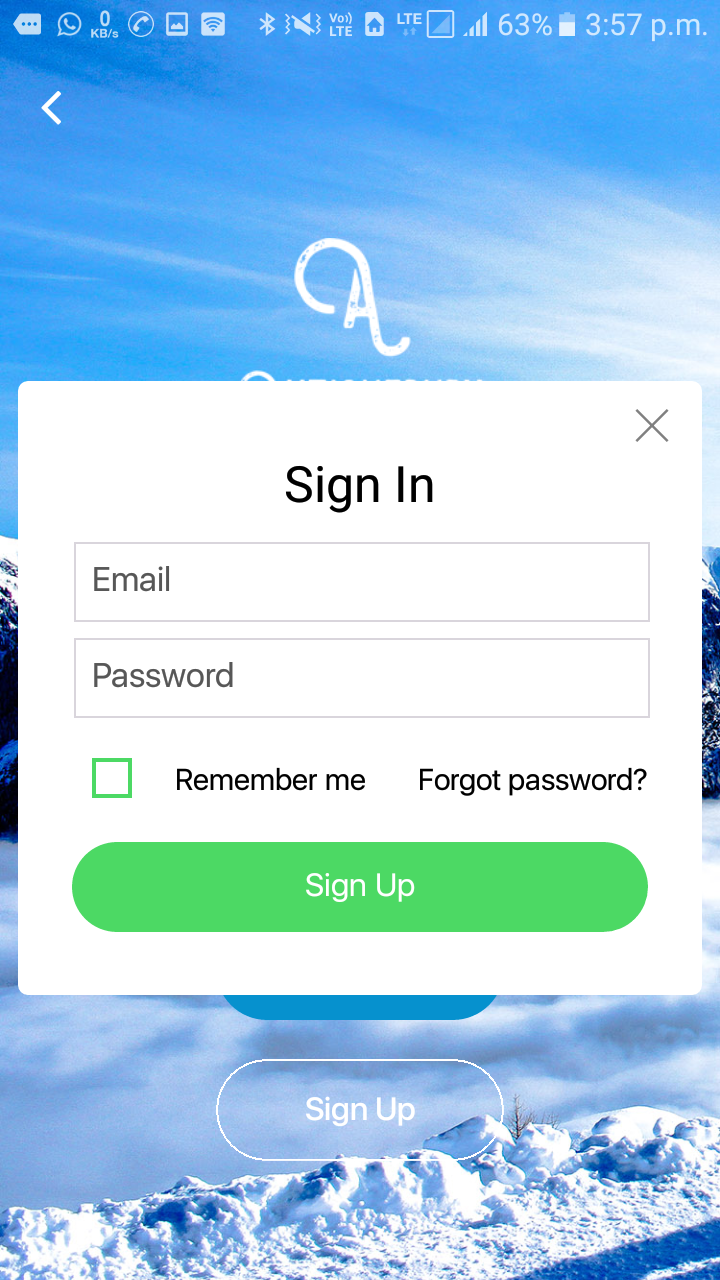 0 KB/s Vo)) LTE LTE 63% 3:57 p.m.
A
Sign In
Email
Password
Remember me Forgot password?
Sign Up
Sign Up